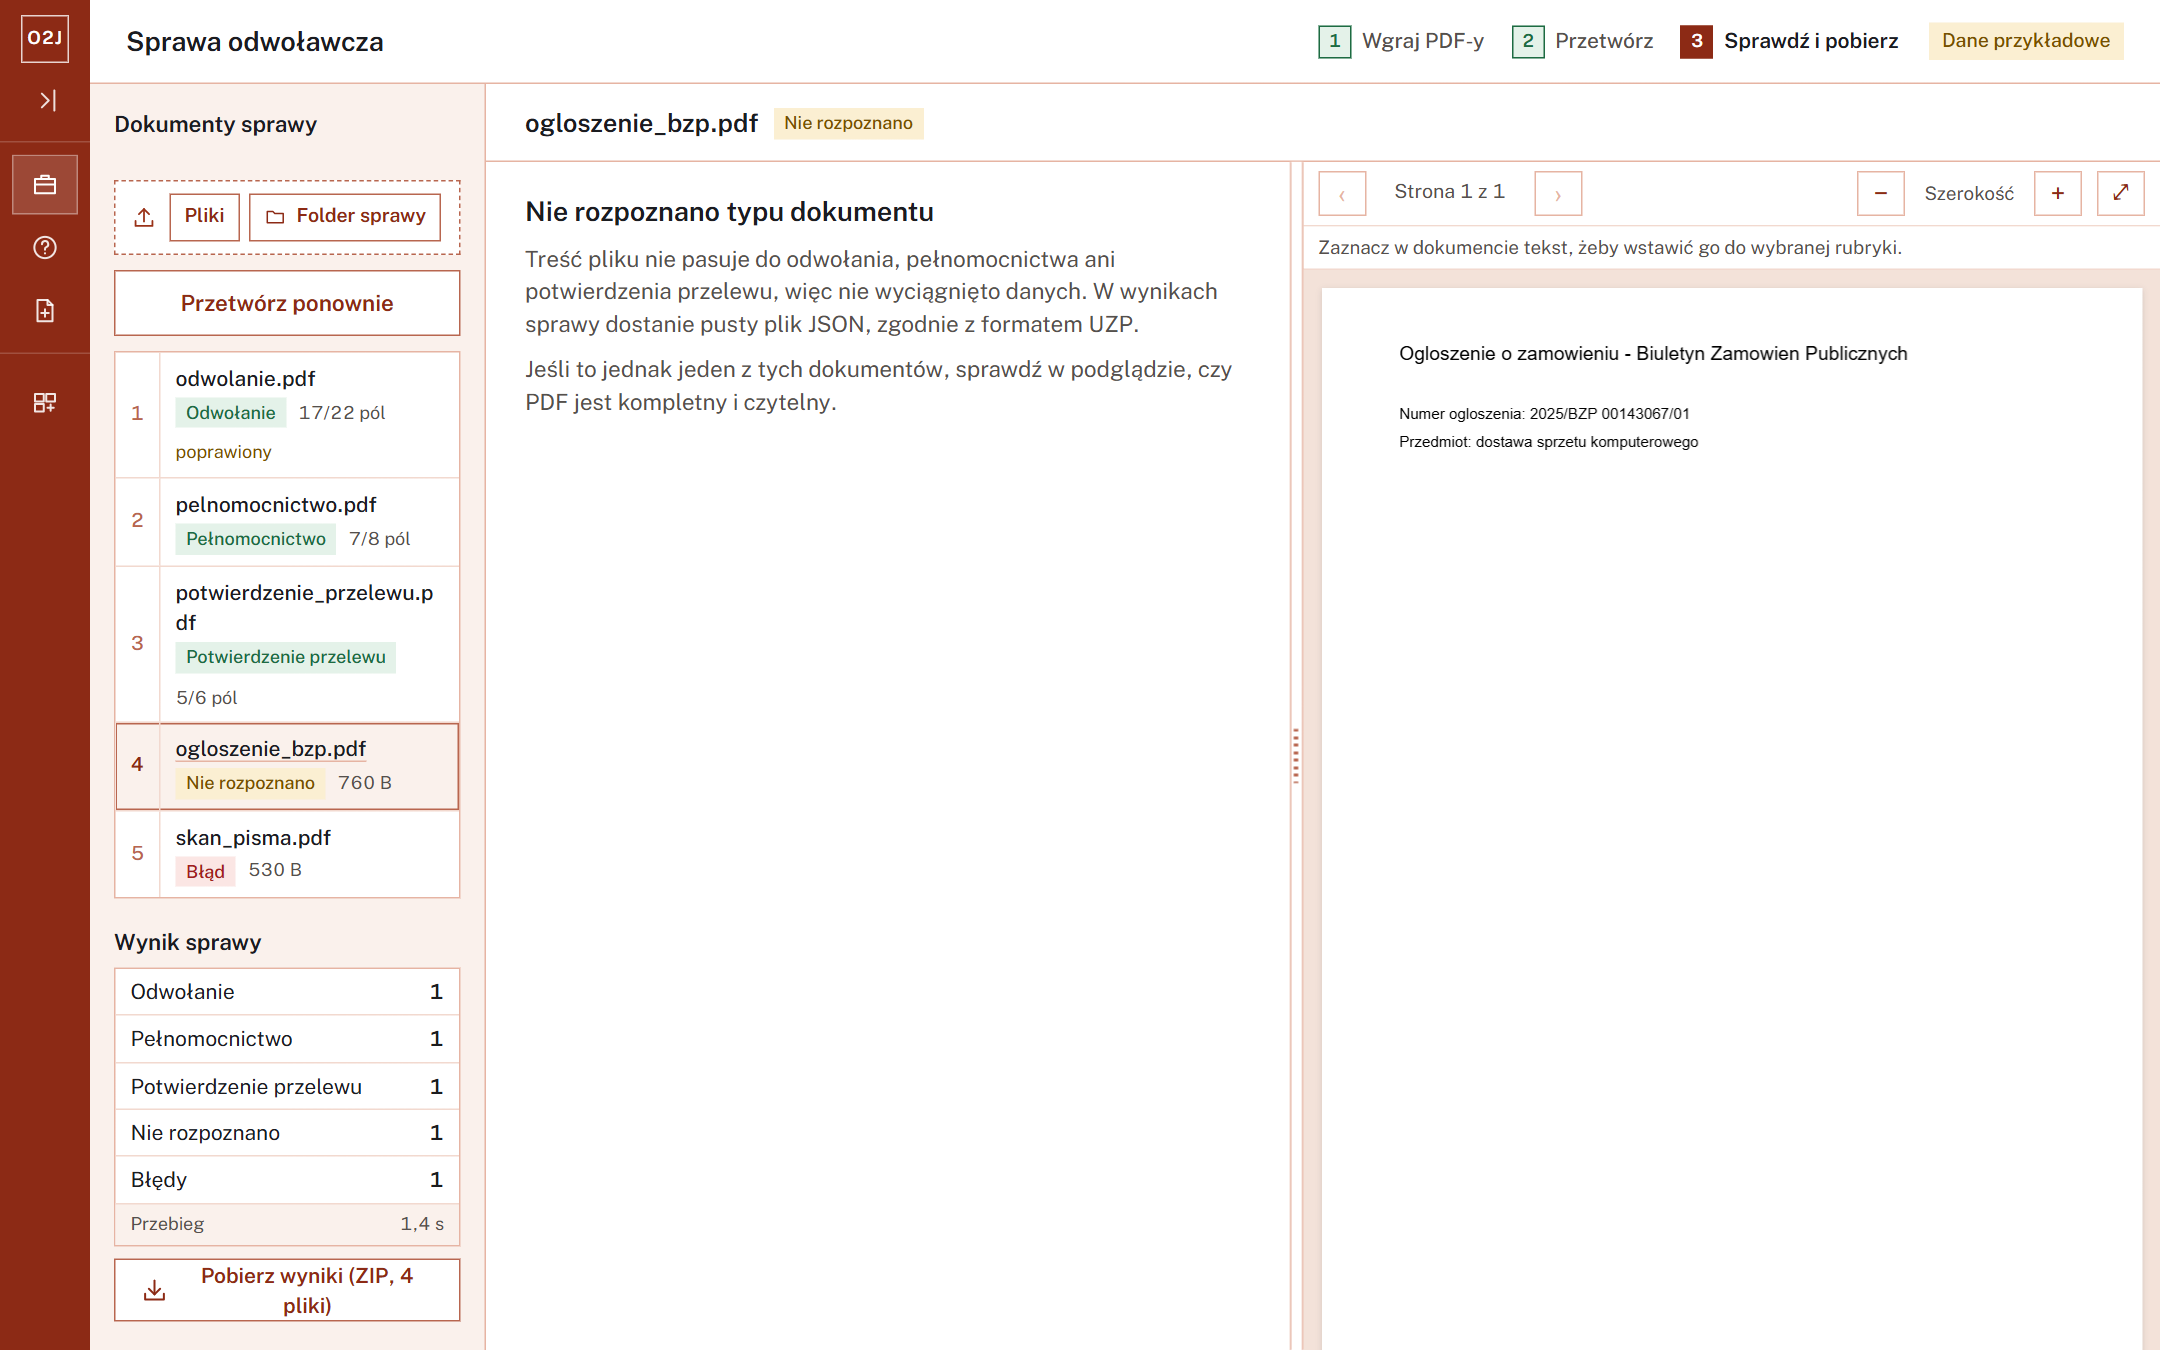 O2J
Sprawa odwoławcza
1 Wgraj PDF-y
2 Przetwórz
3 Sprawdź i pobierz
Dane przykładowe
Dokumenty sprawy
Pliki
Folder sprawy
Przetwórz ponownie
1
odwolanie.pdf
Odwołanie 17/22 pól
poprawiony
2
pelnomocnictwo.pdf
Pełnomocnictwo 7/8 pól
3
potwierdzenie_przelewu.p
df
Potwierdzenie przelewu
5/6 pól
4
ogloszenie_bzp.pdf
Nie rozpoznano 760 B
5
skan_pisma.pdf
Błąd 530 B
Wynik sprawy
Odwołanie 1
Pełnomocnictwo 1
Potwierdzenie przelewu 1
Nie rozpoznano 1
Błędy 1
Przebieg 1,4 s
Pobierz wyniki (ZIP, 4
pliki)
ogloszenie_bzp.pdf Nie rozpoznano
Nie rozpoznano typu dokumentu
Treść pliku nie pasuje do odwołania, pełnomocnictwa ani
potwierdzenia przelewu, więc nie wyciągnięto danych. W wynikach
sprawy dostanie pusty plik JSON, zgodnie z formatem UZP.
Jeśli to jednak jeden z tych dokumentów, sprawdź w podglądzie, czy
PDF jest kompletny i czytelny.
‹ Strona 1 z 1 › − Szerokość +
Zaznacz w dokumencie tekst, żeby wstawić go do wybranej rubryki.
Ogloszenie o zamowieniu - Biuletyn Zamowien Publicznych
Numer ogloszenia: 2025/BZP 00143067/01
Przedmiot: dostawa sprzetu komputerowego